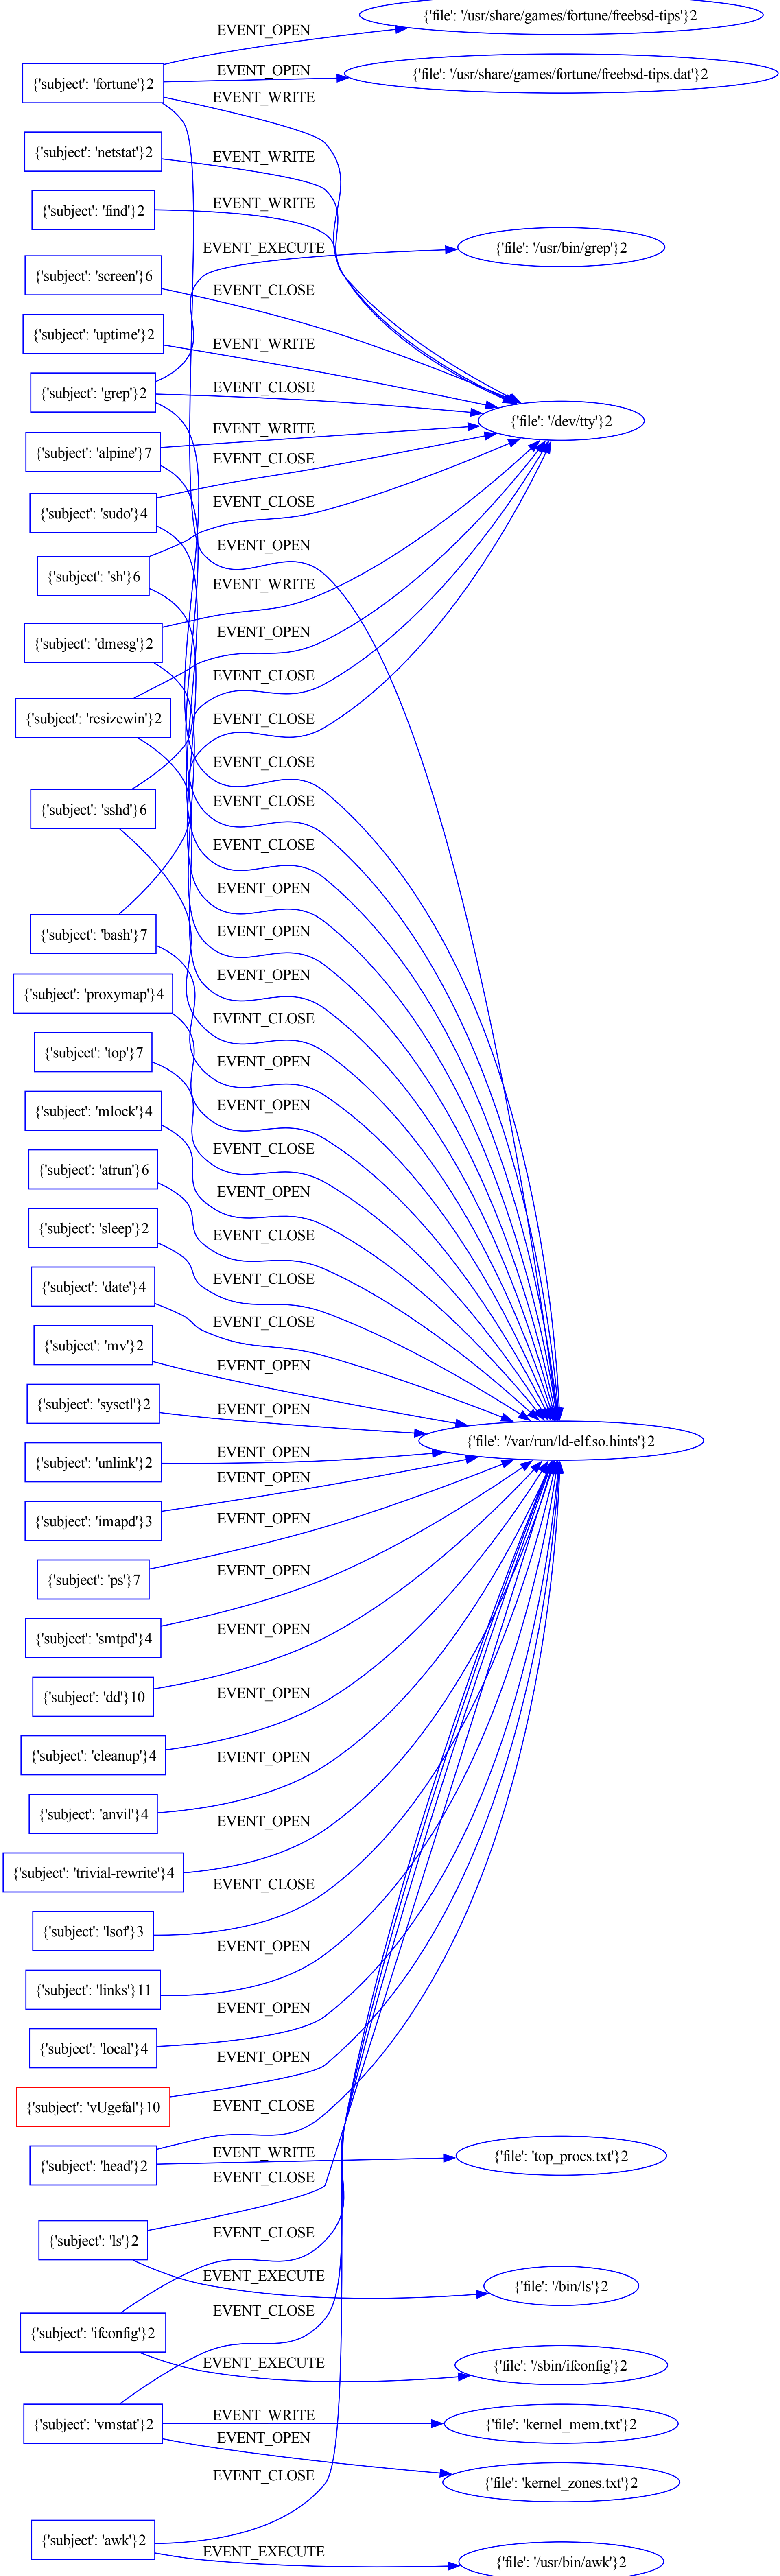 {'file': '/usr/share/games/fortune/freebsd-tips'}2
EVENT_OPEN
EVENT_OPEN
{'file': '/usr/share/games/fortune/freebsd-tips.dat'}2
{'subject': 'fortune'}2
EVENT_WRITE
{'subject': 'netstat'}2
EVENT_WRITE
EVENT_WRITE
{'subject': 'find'}2
EVENT_EXECUTE
{'file': '/usr/bin/grep'}2
{'subject': 'screen'}6
EVENT_CLOSE
{'subject': 'uptime'}2
EVENT_WRITE
{'subject': 'grep'}2
EVENT_CLOSE
{'file': '/dev/tty'}2
EVENT_WRITE
{'subject': 'alpine'}7
EVENT_CLOSE
EVENT_CLOSE
{'subject': 'sudo'}4
EVENT_OPEN
{'subject': 'sh'}6
EVENT_WRITE
EVENT_OPEN
{'subject': 'dmesg'}2
EVENT_CLOSE
{'subject': 'resizewin'}2
EVENT_CLOSE
EVENT_CLOSE
EVENT_CLOSE
{'subject': 'sshd'}6
EVENT_CLOSE
EVENT_OPEN
{'subject': 'bash'}7
EVENT_OPEN
EVENT_OPEN
{'subject': 'proxymap'}4
EVENT_CLOSE
{'subject': 'top'}7
EVENT_OPEN
{'subject': 'mlock'}4
EVENT_OPEN
EVENT_CLOSE
{'subject': 'atrun'}6
EVENT_OPEN
{'subject': 'sleep'}2
EVENT_CLOSE
EVENT_CLOSE
{'subject': 'date'}4
EVENT_CLOSE
{'subject': 'mv'}2
EVENT_OPEN
{'subject': 'sysctl'}2
EVENT_OPEN
{'file': '/var/run/ld-elf.so.hints'}2
EVENT_OPEN
{'subject': 'unlink'}2
EVENT_OPEN
{'subject': 'imapd'}3
EVENT_OPEN
EVENT_OPEN
{'subject': 'ps'}7
EVENT_OPEN
{'subject': 'smtpd'}4
EVENT_OPEN
{'subject': 'dd'}10
{'subject': 'cleanup'}4
EVENT_OPEN
{'subject': 'anvil'}4
EVENT_OPEN
{'subject': 'trivial-rewrite'}4
EVENT_CLOSE
{'subject': 'lsof'}3
EVENT_OPEN
{'subject': 'links'}11
EVENT_OPEN
{'subject': 'local'}4
EVENT_OPEN
{'subject': 'vUgefal'}10
EVENT_CLOSE
EVENT_WRITE
{'file': 'top_procs.txt'}2
{'subject': 'head'}2
EVENT_CLOSE
EVENT_CLOSE
{'subject': 'ls'}2
EVENT_EXECUTE
{'file': '/bin/ls'}2
EVENT_CLOSE
{'subject': 'ifconfig'}2
EVENT_EXECUTE
{'file': '/sbin/ifconfig'}2
EVENT_WRITE
{'subject': 'vmstat'}2
{'file': 'kernel_mem.txt'}2
EVENT_OPEN
EVENT_CLOSE
{'file': 'kernel_zones.txt'}2
{'subject': 'awk'}2
EVENT_EXECUTE
{'file': '/usr/bin/awk'}2